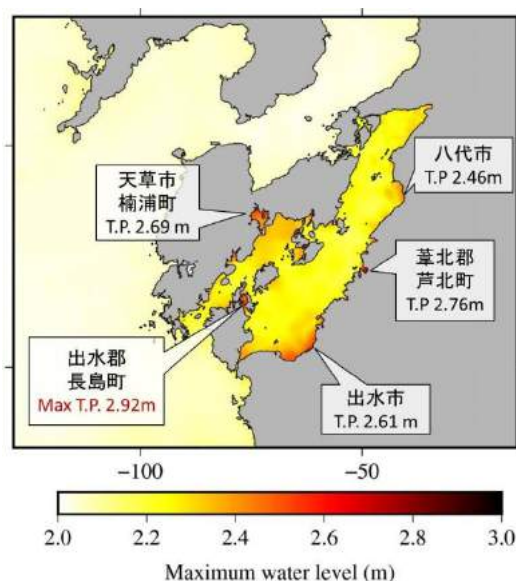 天草市
楠浦町
T.P. 2.69 m
八代市
T.P 2.46m
葦北郡
芦北町
T.P 2.76m
出水郡
長島町
Max T.P. 2.92m
出水市
T.P. 2.61 m
−100
−50
2.0
2.2
2.4
2.6
2.8
3.0
Maximum water level (m)